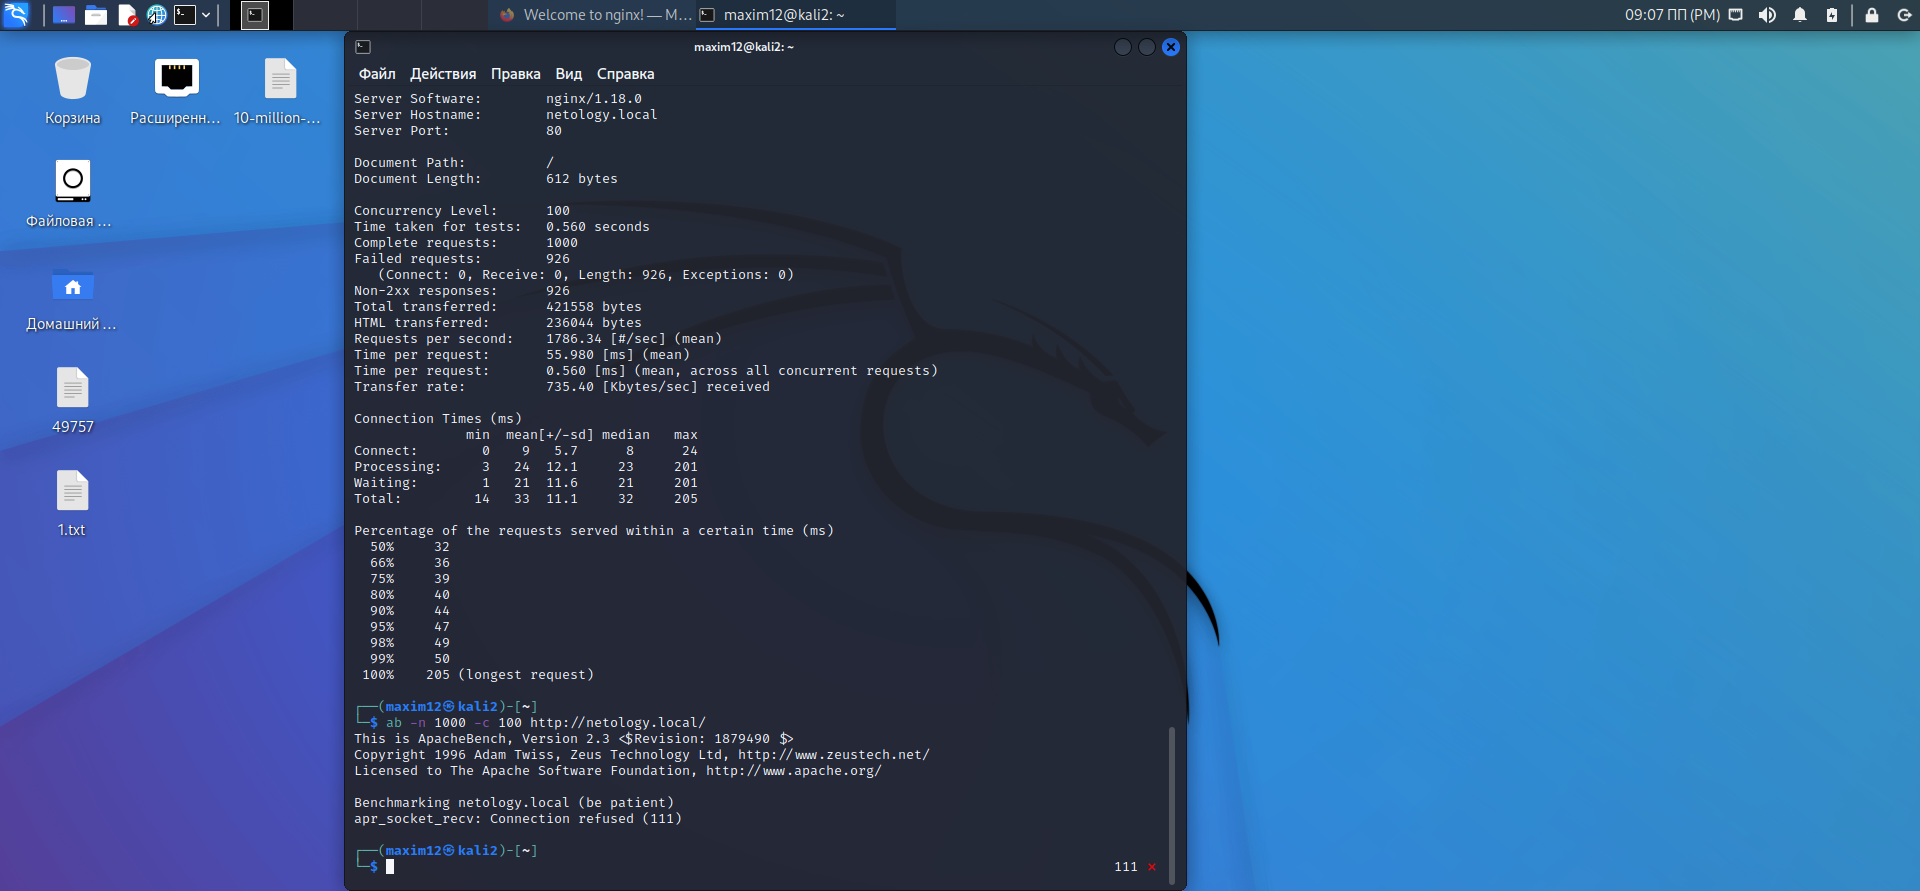 Welcome to nginx! — M...
maxim12@kali2: ~
09:07 ПП (PM)
Корзина
Расширенн...
10-million-...
Файловая ...
Домашний ...
49757
1.txt
maxim12@kali2: ~
Файл Действия Правка Вид Справка
Server Software: nginx/1.18.0
Server Hostname: netology.local
Server Port: 80
Document Path: /
Document Length: 612 bytes
Concurrency Level: 100
Time taken for tests: 0.560 seconds
Complete requests: 1000
Failed requests: 926
(Connect: 0, Receive: 0, Length: 926, Exceptions: 0)
Non-2xx responses: 926
Total transferred: 421558 bytes
HTML transferred: 236044 bytes
Requests per second: 1786.34 [#/sec] (mean)
Time per request: 55.980 [ms] (mean)
Time per request: 0.560 [ms] (mean, across all concurrent requests)
Transfer rate: 735.40 [Kbytes/sec] received
Connection Times (ms)
min mean[+/-sd] median max
Connect: 0 9 5.7 8 24
Processing: 3 24 12.1 23 201
Waiting: 1 21 11.6 21 201
Total: 14 33 11.1 32 205
Percentage of the requests served within a certain time (ms)
50% 32
66% 36
75% 39
80% 40
90% 44
95% 47
98% 49
99% 50
100% 205 (longest request)
┌──(maxim12㉿kali2)-[~]
└─$ ab -n 1000 -c 100 http://netology.local/
This is ApacheBench, Version 2.3 <$Revision: 1879490 $>
Copyright 1996 Adam Twiss, Zeus Technology Ltd, http://www.zeustech.net/
Licensed to The Apache Software Foundation, http://www.apache.org/
Benchmarking netology.local (be patient)
apr_socket_recv: Connection refused (111)
┌──(maxim12㉿kali2)-[~]
└─$ 111 ⨯